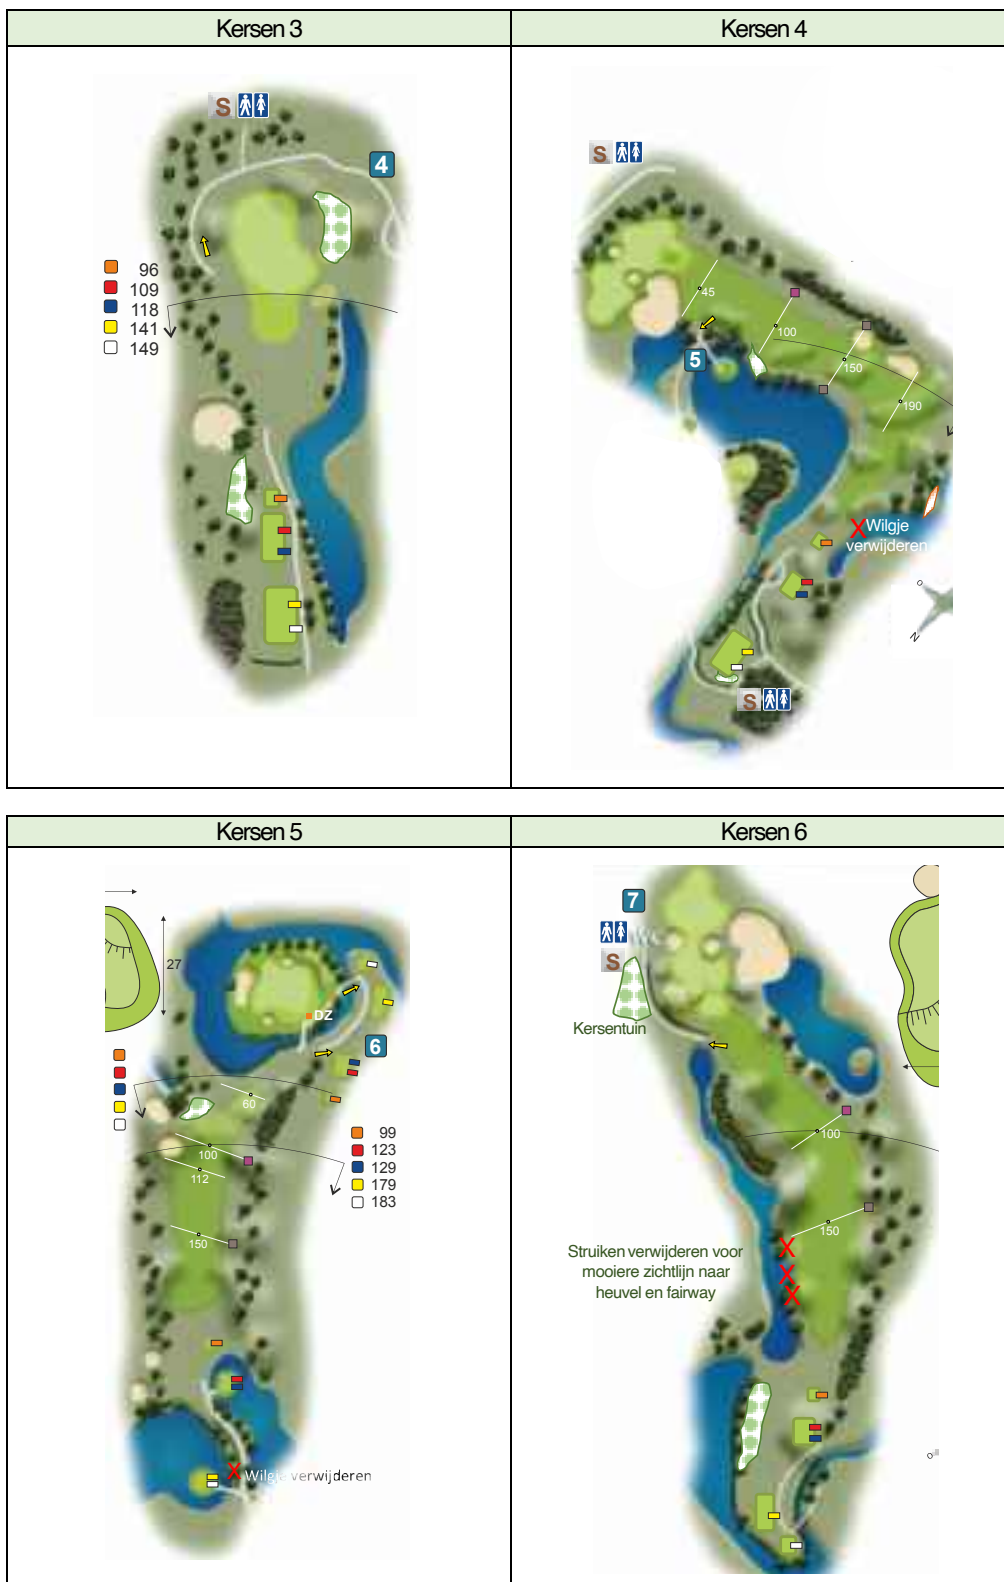 Kersen 3
Kersen 4
S
4
96
109
118
141
149
S
45
100
5
150
190
X Wilgje
verwijderen
O
N
S
Kersen 5
Kersen 6
27
DZ
6
60
100
112
150
99
123
129
179
183
X Wilgje verwijderen
7
S
Kersentuin
100
150
Struiken verwijderen voor
mooiere zichtlijn naar
heuvel en fairway
X
X
X
O